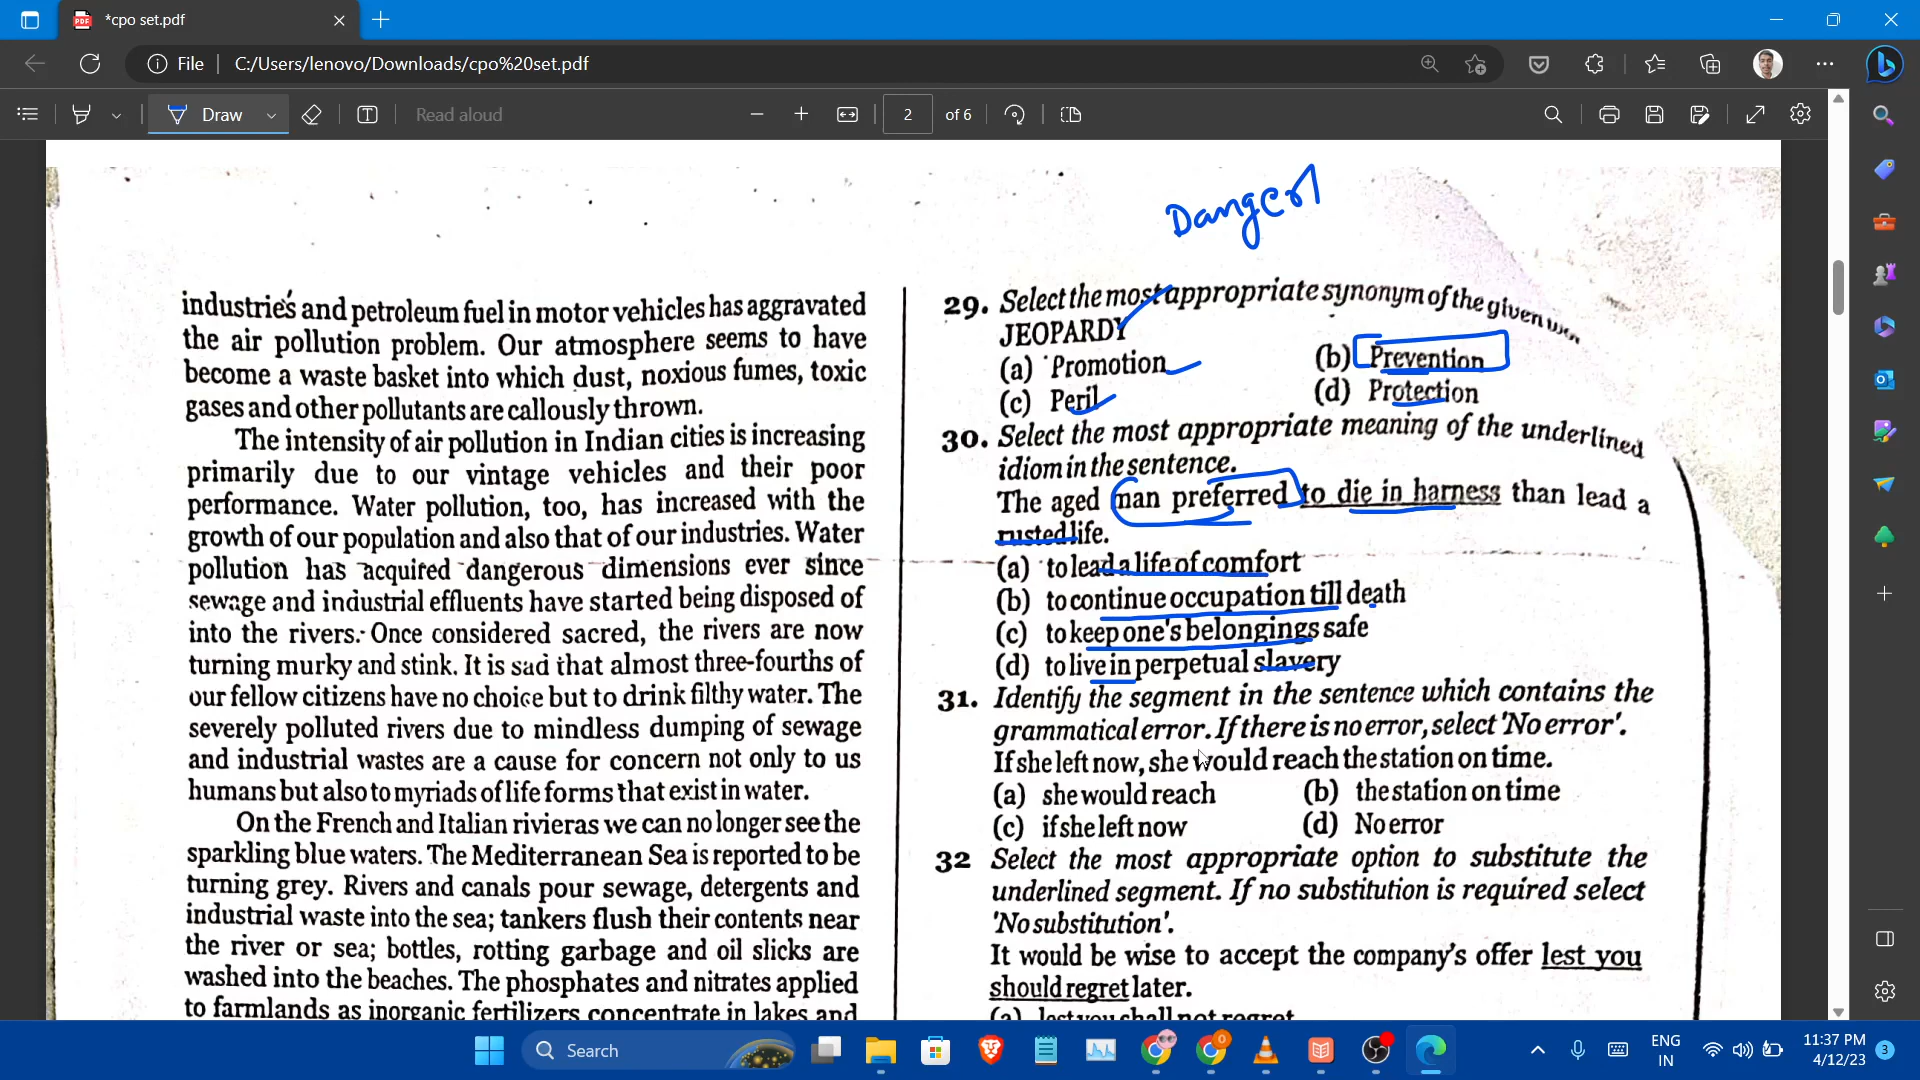 *cpo set.pdf
File
C:/Users/lenovo/Downloads/cpo%20set.pdf
Draw
Read aloud
2
of 6
Danger
industries and petroleum fuel in motor vehicles has aggravated
the air pollution problem. Our atmosphere seems to have
become a waste basket into which dust, noxious fumes, toxic
gases and other pollutants are callously thrown.
The intensity of air pollution in Indian cities is increasing
primarily due to our vintage vehicles and their poor
performance. Water pollution, too, has increased with the
growth of our population and also that of our industries. Water
pollution has acquired dangerous dimensions ever since
sewage and industrial effluents have started being disposed of
into the rivers. Once considered sacred, the rivers are now
turning murky and stink. It is sad that almost three-fourths of
our fellow citizens have no choice but to drink filthy water. The
severely polluted rivers due to mindless dumping of sewage
and industrial wastes are a cause for concern not only to us
humans but also to myriads of life forms that exist in water.
On the French and Italian rivieras we can no longer see the
sparkling blue waters. The Mediterranean Sea is reported to be
turning grey. Rivers and canals pour sewage, detergents and
industrial waste into the sea; tankers flush their contents near
the river or sea; bottles, rotting garbage and oil slicks are
washed into the beaches. The phosphates and nitrates applied
to farmlands as inorganic fertilizers concentrate in lakes and
29. Select the most appropriate synonym of the given
JEOPARDY
(a) Promotion (b) Prevention
(c) Peril (d) Protection
30. Select the most appropriate meaning of the underlined
idiom in the sentence.
The aged man preferred to die in harness than lead a
rusted life.
(a) to lead a life of comfort
(b) to continue occupation till death
(c) to keep one's belongings safe
(d) to live in perpetual slavery
31. Identify the segment in the sentence which contains the
grammatical error. If there is no error, select 'No error'.
If she left now, she would reach the station on time.
(a) she would reach (b) the station on time
(c) if she left now (d) No error
32 Select the most appropriate option to substitute the
underlined segment. If no substitution is required select
'No substitution'.
It would be wise to accept the company's offer lest you
should regret later.
(a) lest you shall not regret
Search
ENG
IN
11:37 PM
4/12/23
3